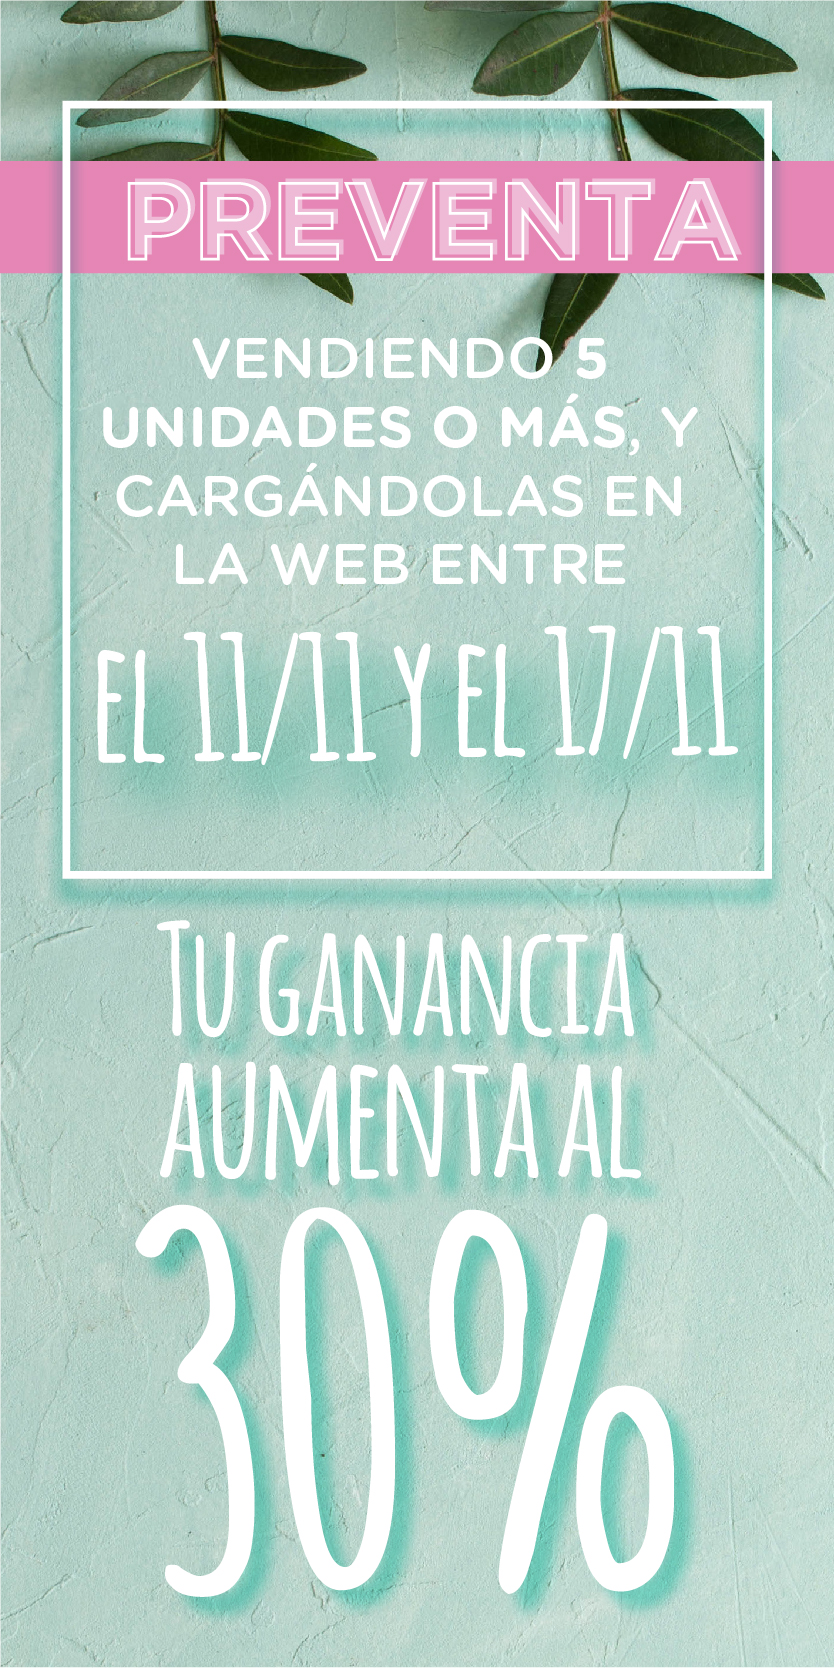 PREVENTA
VENDIENDO 5
UNIDADES O MÁS, Y
CARGÁNDOLAS EN
LA WEB ENTRE
EL 11/11 Y EL 17/11
TU GANANCIA
AUMENTA AL
30%